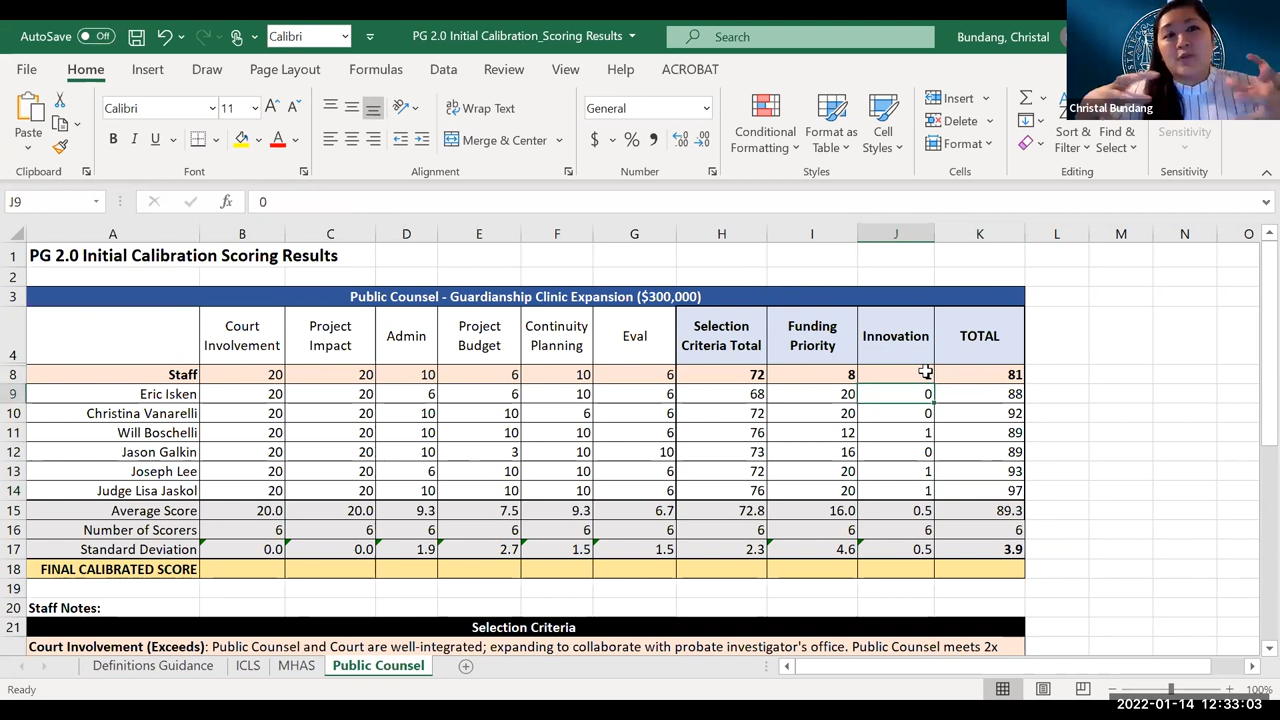 AutoSave Off Calibri PG 2.0 Initial Calibration_Scoring Results Search Bundang, Christal
File Home Insert Draw Page Layout Formulas Data Review View Help ACROBAT
Christal Bundang
Paste Calibri 11 Wrap Text General Conditional Formatting Format as Table Cell Styles Insert Sort & Filter Find & Select Sensitivity
B I U Merge & Center $ % Delete
Format
Clipboard Font Alignment Number Styles Cells Editing Sensitivity
J9 fx 0
A B C D E F G H I J K L M N O
1 PG 2.0 Initial Calibration Scoring Results
2
3 Public Counsel - Guardianship Clinic Expansion ($300,000)
4 Court Involvement Project Impact Admin Project Budget Continuity Planning Eval Selection Criteria Total Funding Priority Innovation TOTAL
8 Staff 20 20 10 6 10 6 72 8 81
9 Eric Isken 20 20 6 6 10 6 68 20 0 88
10 Christina Vanarelli 20 20 10 10 6 6 72 20 0 92
11 Will Boschelli 20 20 10 10 10 6 76 12 1 89
12 Jason Galkin 20 20 10 3 10 10 73 16 0 89
13 Joseph Lee 20 20 6 10 10 6 72 20 1 93
14 Judge Lisa Jaskol 20 20 10 10 10 6 76 20 1 97
15 Average Score 20.0 20.0 9.3 7.5 9.3 6.7 72.8 16.0 0.5 89.3
16 Number of Scorers 6 6 6 6 6 6 6 6 6 6
17 Standard Deviation 0.0 0.0 1.9 2.7 1.5 1.5 2.3 4.6 0.5 3.9
18 FINAL CALIBRATED SCORE
19
20 Staff Notes:
21 Selection Criteria
Court Involvement (Exceeds): Public Counsel and Court are well-integrated; expanding to collaborate with probate investigator's office. Public Counsel meets 2x
Definitions Guidance ICLS MHAS Public Counsel
Ready 100%
2022-01-14 12:33:03